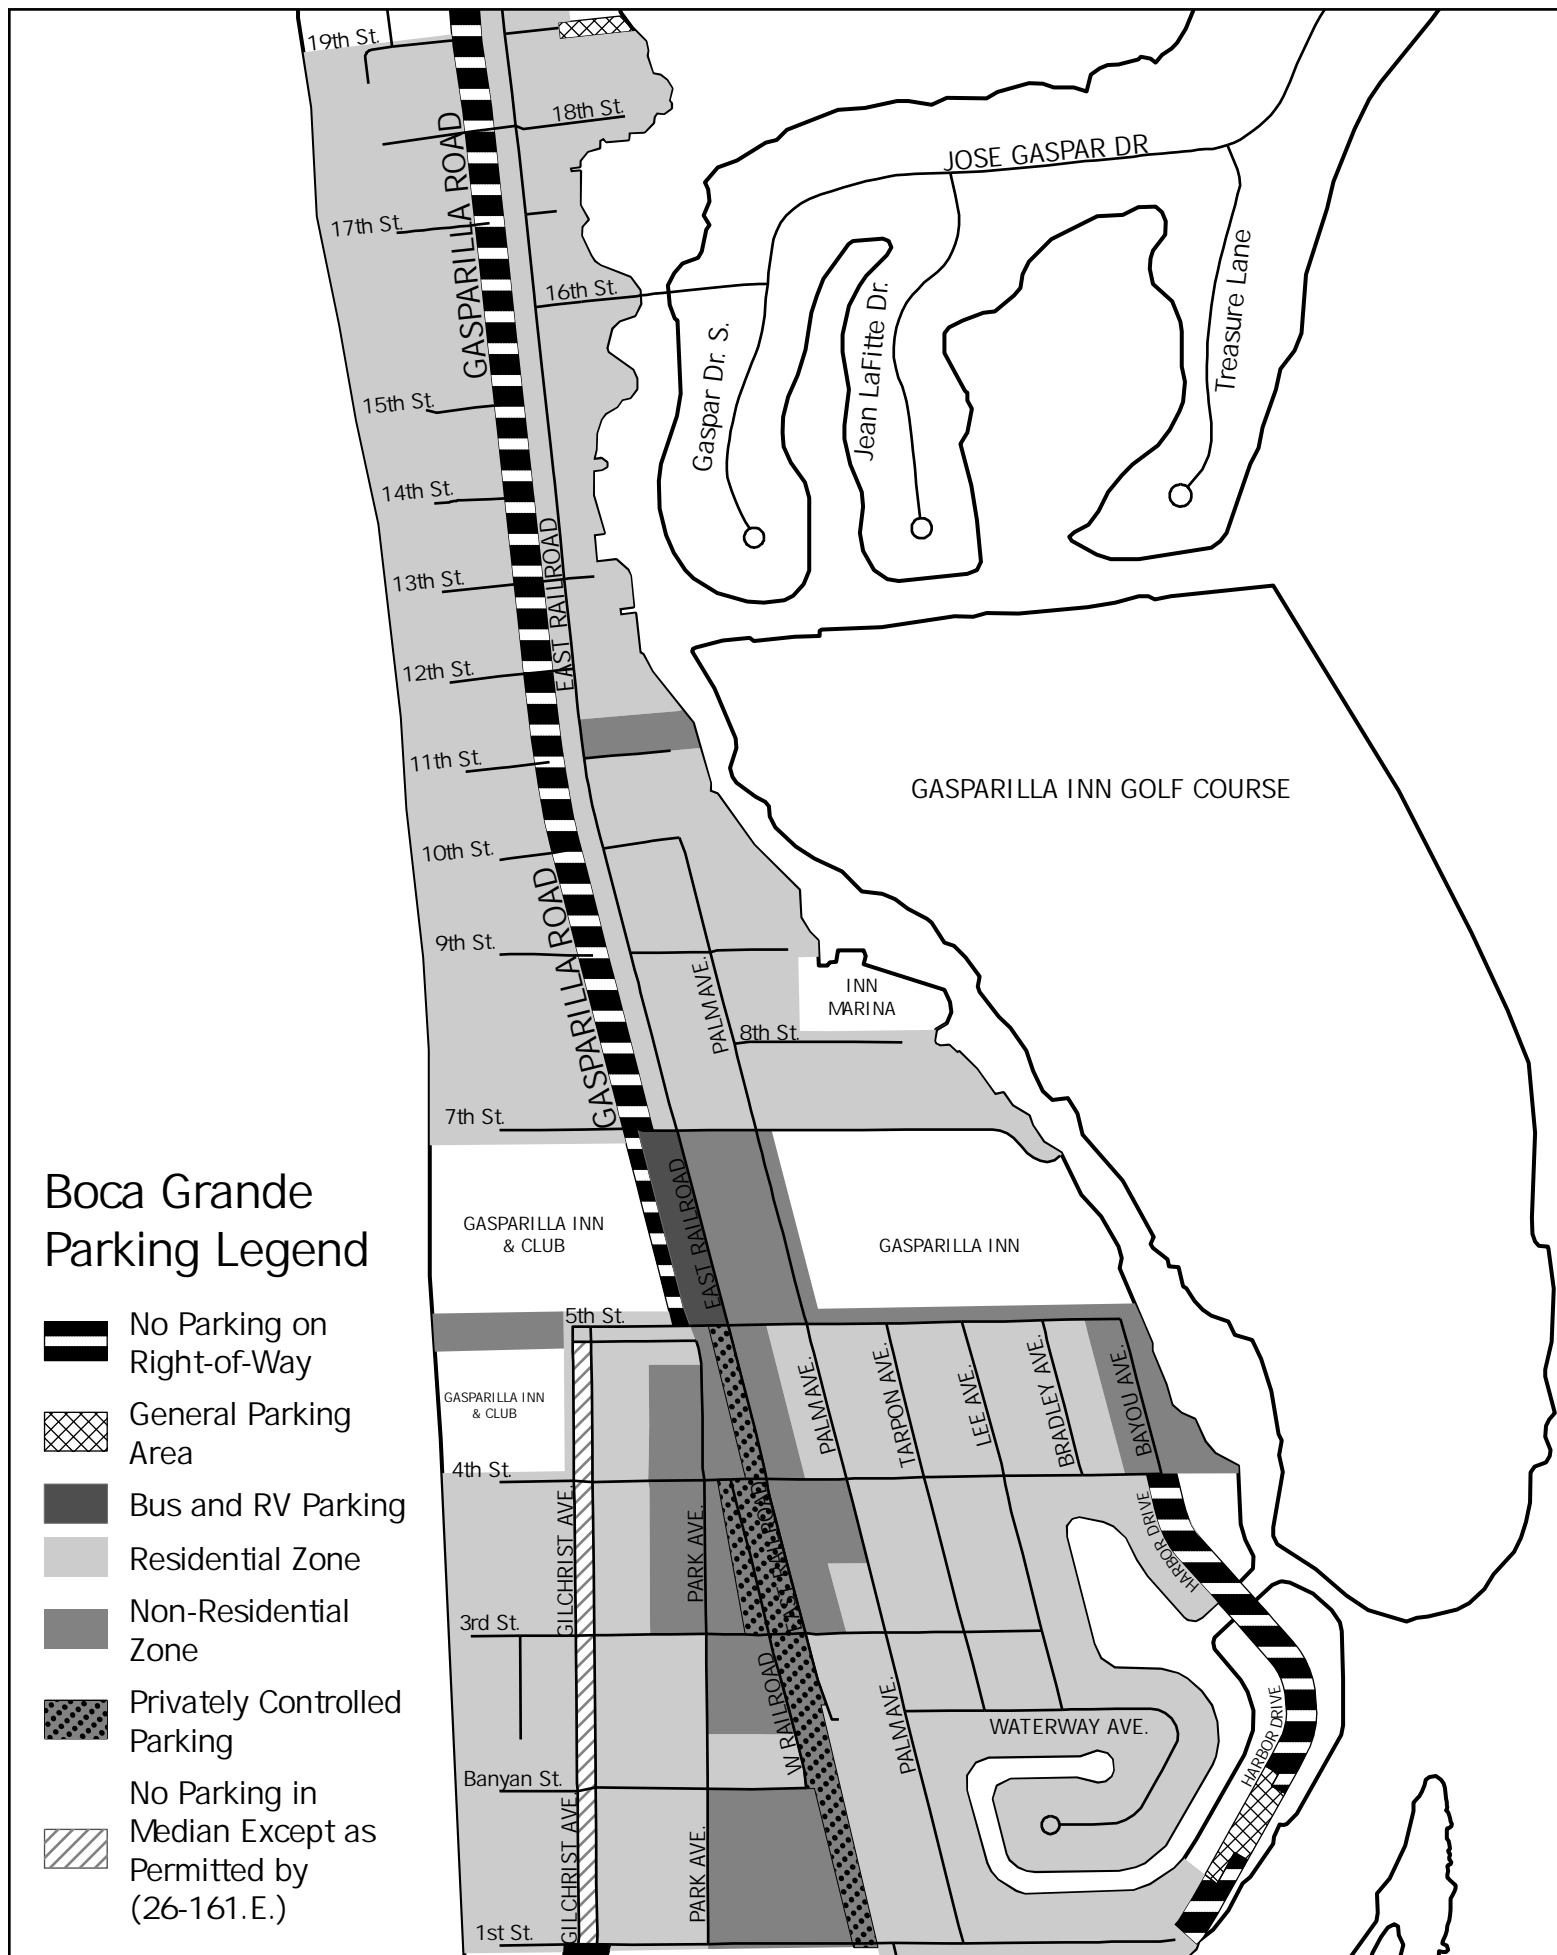 19th St.
18th St.
GASPARILLA ROAD
JOSE GASPAR DR
17th St.
16th St.
Gaspar Dr. S.
Jean LaFitte Dr.
Treasure Lane
15th St.
14th St.
EAST RAILROAD
13th St.
12th St.
11th St.
GASPARILLA INN GOLF COURSE
10th St.
GASPARILLA ROAD
9th St.
PALM AVE.
INN
MARINA
8th St.
7th St.
EAST RAILROAD
GASPARILLA INN
& CLUB
GASPARILLA INN
5th St.
GASPARILLA INN
& CLUB
PALM AVE.
TARPON AVE.
LEE AVE.
BRADLEY AVE.
BAYOU AVE.
4th St.
GILCHRIST AVE.
PARK AVE.
EAST RAILROAD
HARBOR DRIVE
HARBOR
3rd St.
W RAILROAD
PALM AVE.
WATERWAY AVE.
HARBOR DRIVE
Banyan St.
GILCHRIST AVE.
PARK AVE.
1st St.
Boca Grande
Parking Legend
No Parking on
Right-of-Way
General Parking
Area
Bus and RV Parking
Residential Zone
Non-Residential
Zone
Privately Controlled
Parking
No Parking in
Median Except as
Permitted by
(26-161.E.)